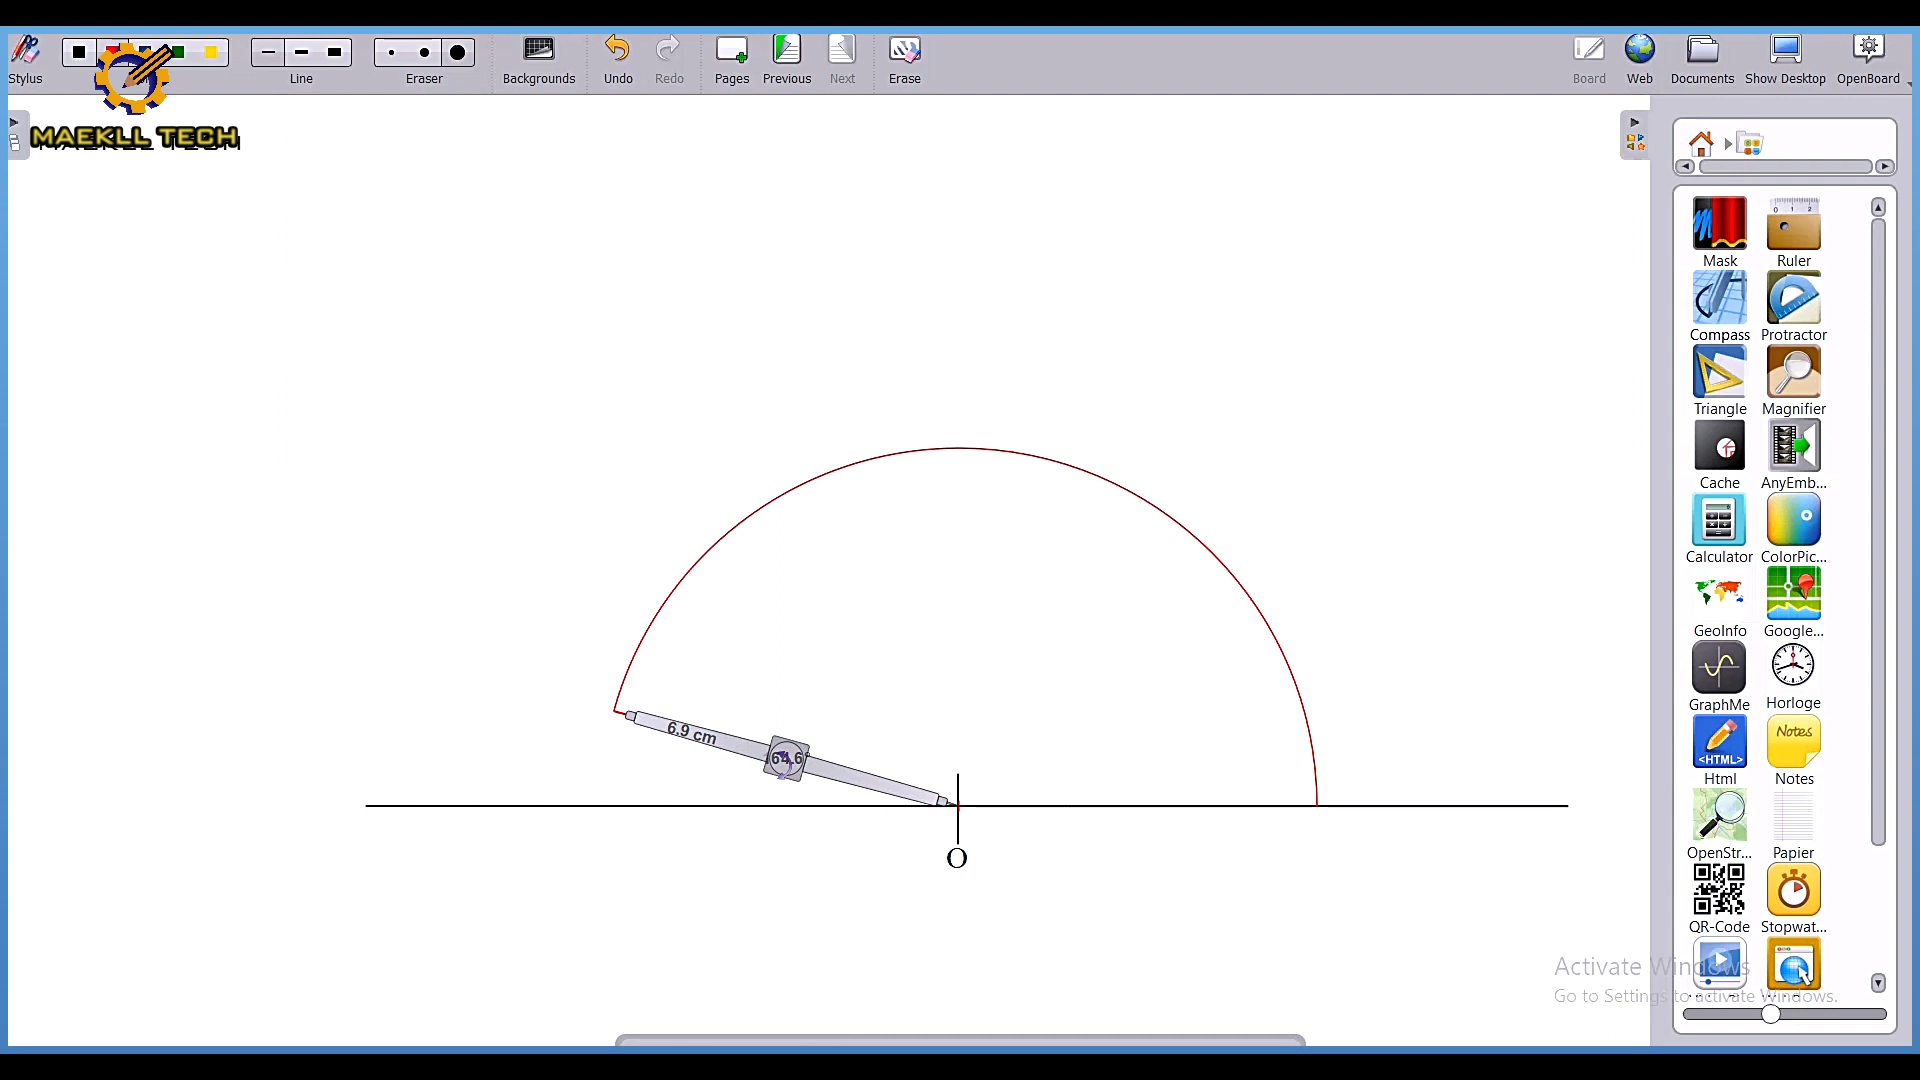 Stylus
Line
Eraser
Backgrounds
Undo
Redo
Pages
Previous
Next
Erase
Board
Web
Documents
Show Desktop
OpenBoard
MAEKLL TECH
Mask
Ruler
Compass
Protractor
Triangle
Magnifier
Cache
AnyEmb...
Calculator
ColorPic...
GeoInfo
Google...
GraphMe
Horloge
<HTML>
Notes
Html
Notes
OpenStr...
Papier
QR-Code
Stopwat...
6.9 cm
O
Activate Windows
Go to Settings to activate Windows.